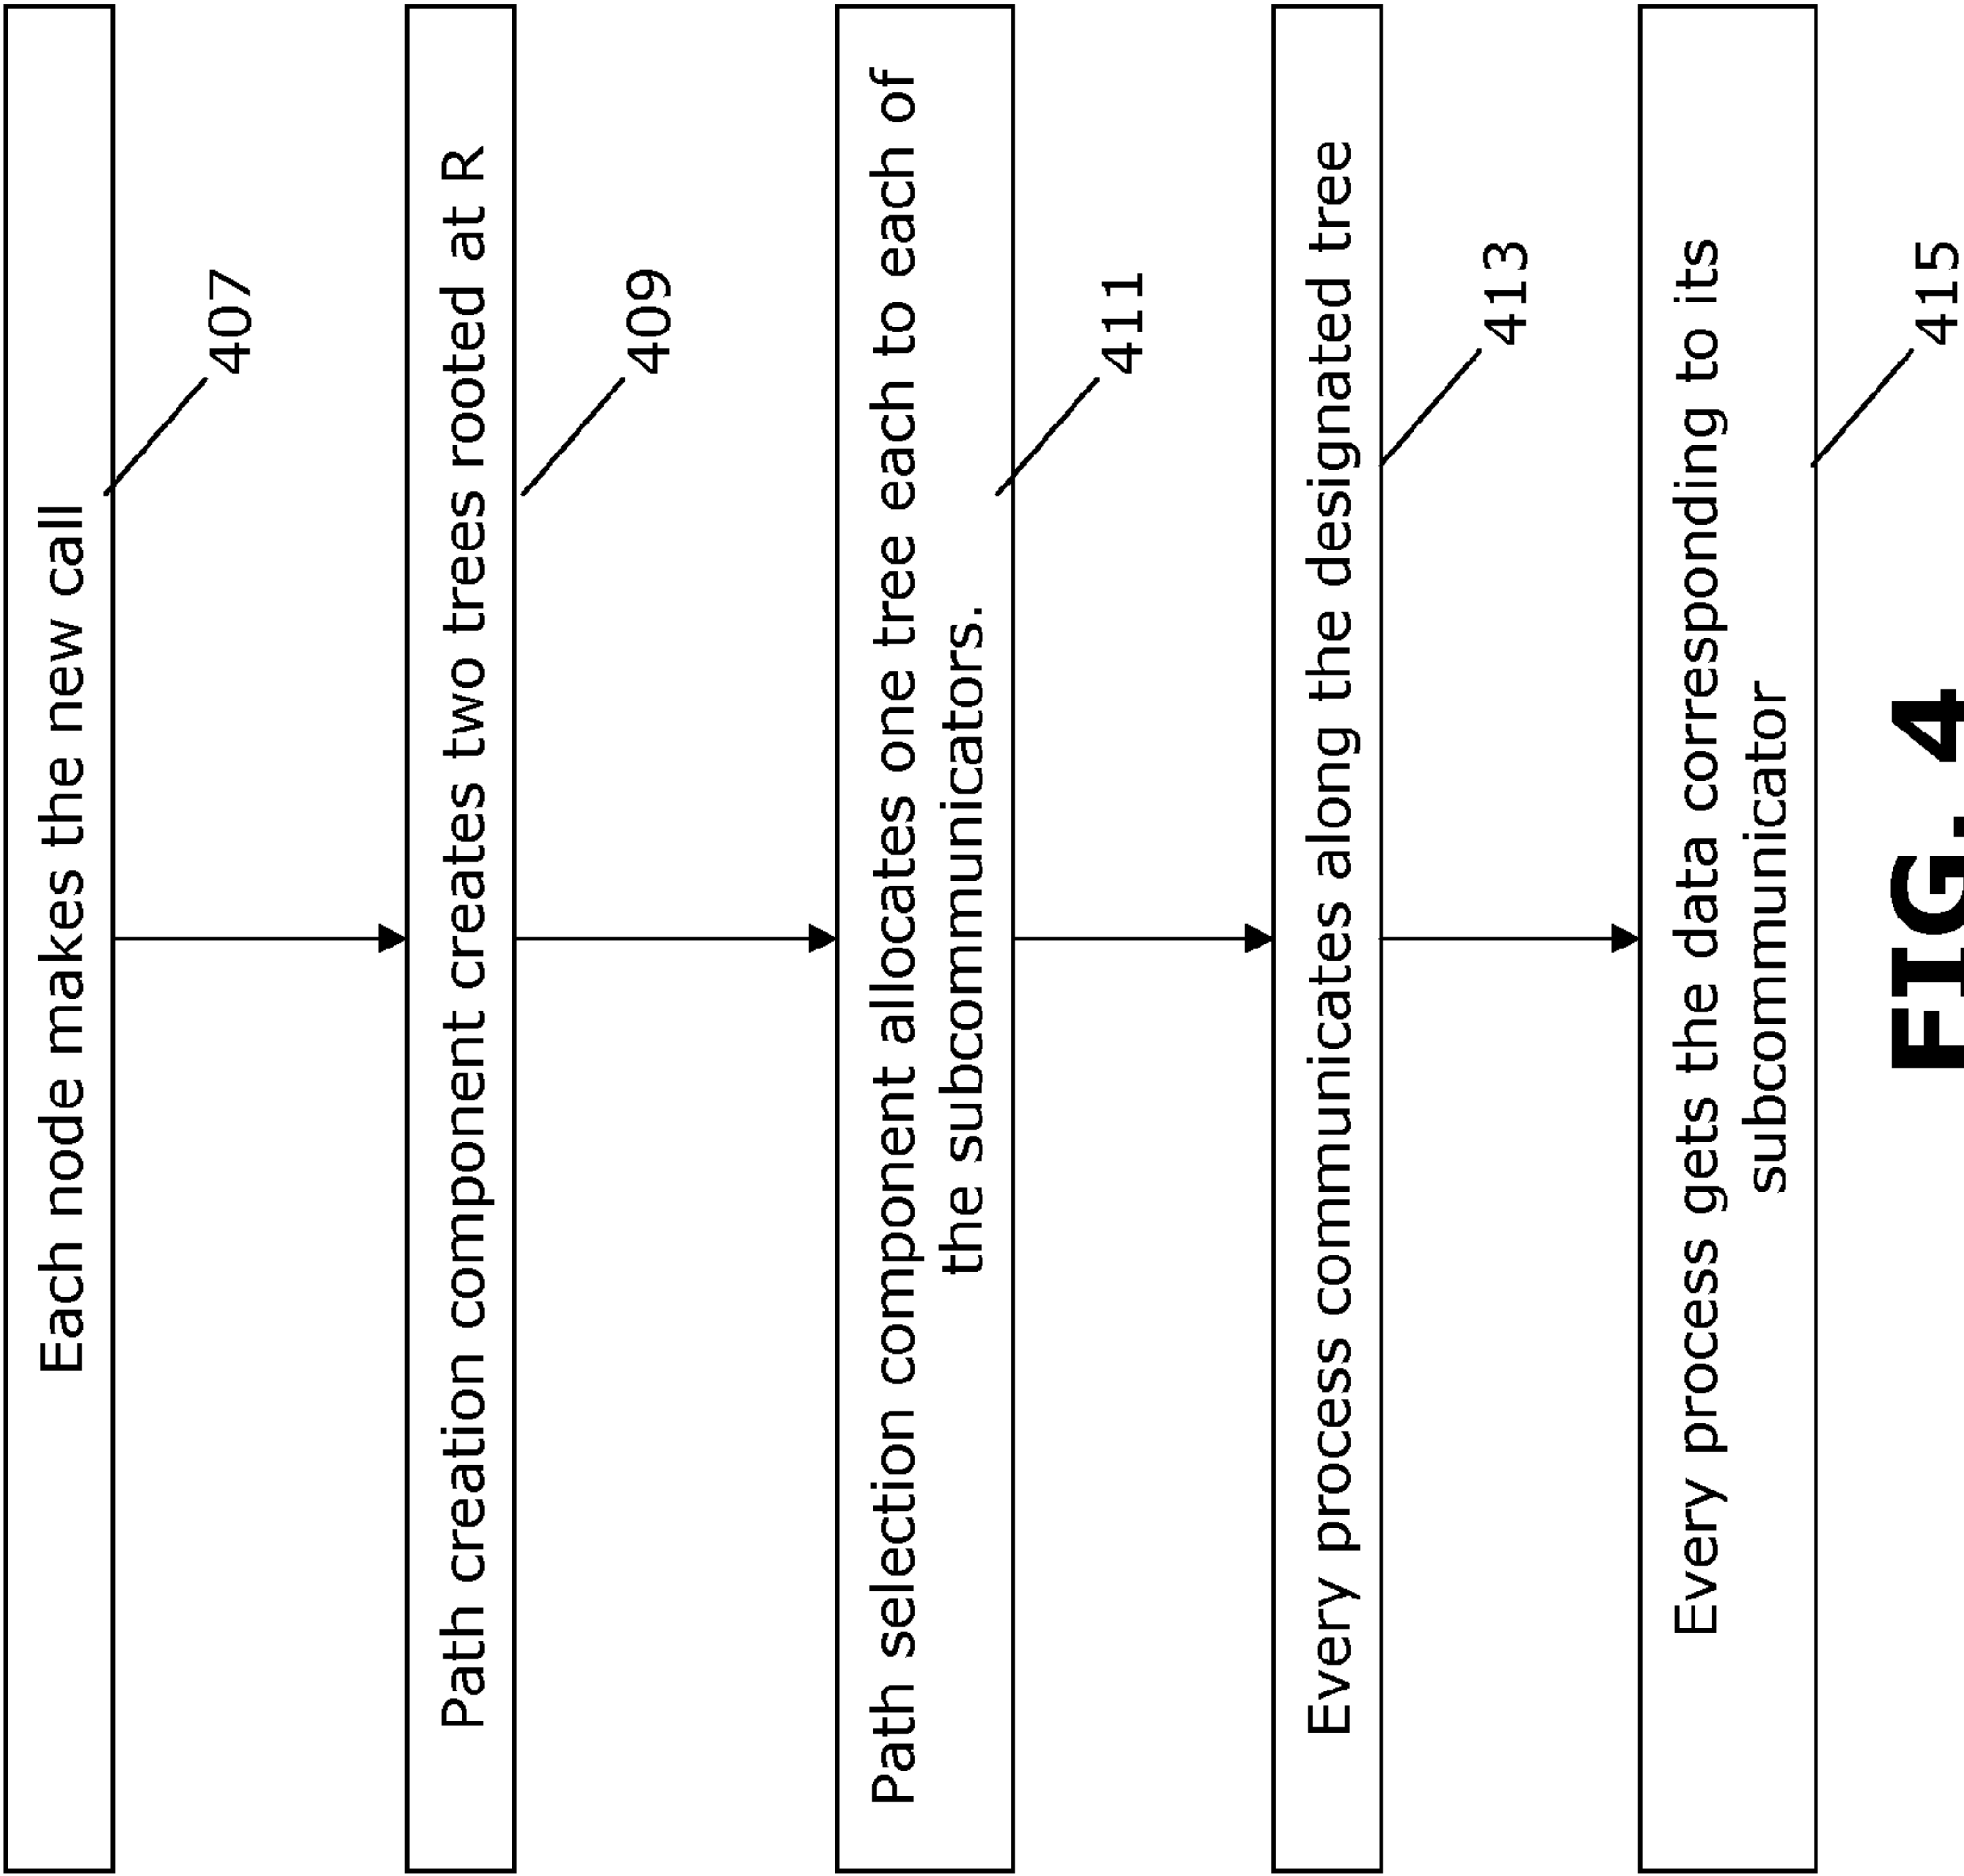 Each node makes the new call
407
Path creation component creates two trees rooted at R
409
Path selection component allocates one tree each to each of
the subcommunicators.
411
Every process communicates along the designated tree
413
Every process gets the data corresponding to its
subcommunicator
415
FIG. 4